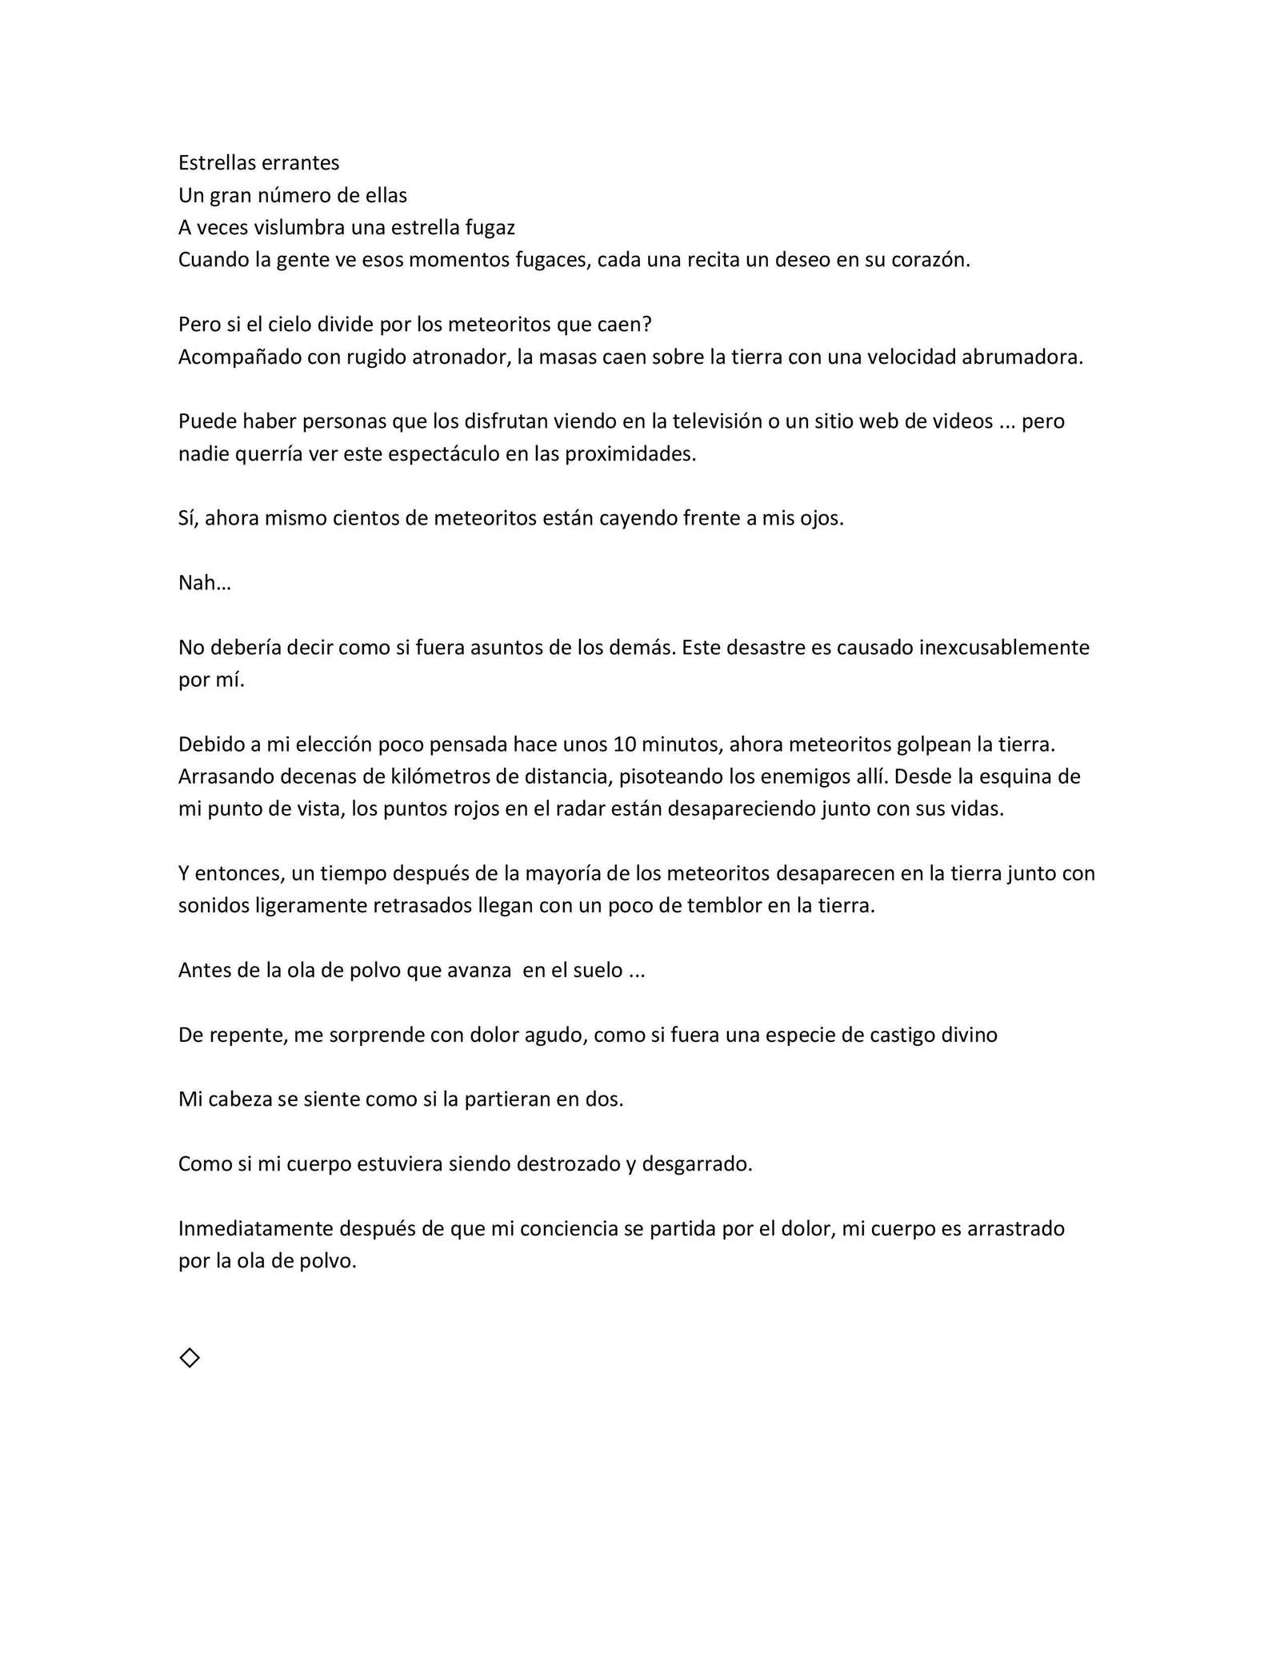 Estrellas errantes
Un gran número de ellas
A veces vislumbra una estrella fugaz
Cuando la gente ve esos momentos fugaces, cada una recita un deseo en su corazón.
Pero si el cielo divide por los meteoritos que caen?
Acompañado con rugido atronador, la masas caen sobre la tierra con una velocidad abrumadora.
Puede haber personas que los disfrutan viendo en la televisión o un sitio web de videos ... pero
nadie querría ver este espectáculo en las proximidades.
Sí, ahora mismo cientos de meteoritos están cayendo frente a mis ojos.
Nah...
No debería decir como si fuera asuntos de los demás. Este desastre es causado inexcusablemente
por mí.
Debido a mi elección poco pensada hace unos 10 minutos, ahora meteoritos golpean la tierra.
Arrasando decenas de kilómetros de distancia, pisoteando los enemigos allí. Desde la esquina de
mi punto de vista, los puntos rojos en el radar están desapareciendo junto con sus vidas.
Y entonces, un tiempo después de la mayoría de los meteoritos desaparecen en la tierra junto con
sonidos ligeramente retrasados llegan con un poco de temblor en la tierra.
Antes de la ola de polvo que avanza  en el suelo ...
De repente, me sorprende con dolor agudo, como si fuera una especie de castigo divino
Mi cabeza se siente como si la partieran en dos.
Como si mi cuerpo estuviera siendo destrozado y desgarrado.
Inmediatamente después de que mi conciencia se partida por el dolor, mi cuerpo es arrastrado
por la ola de polvo.
◇